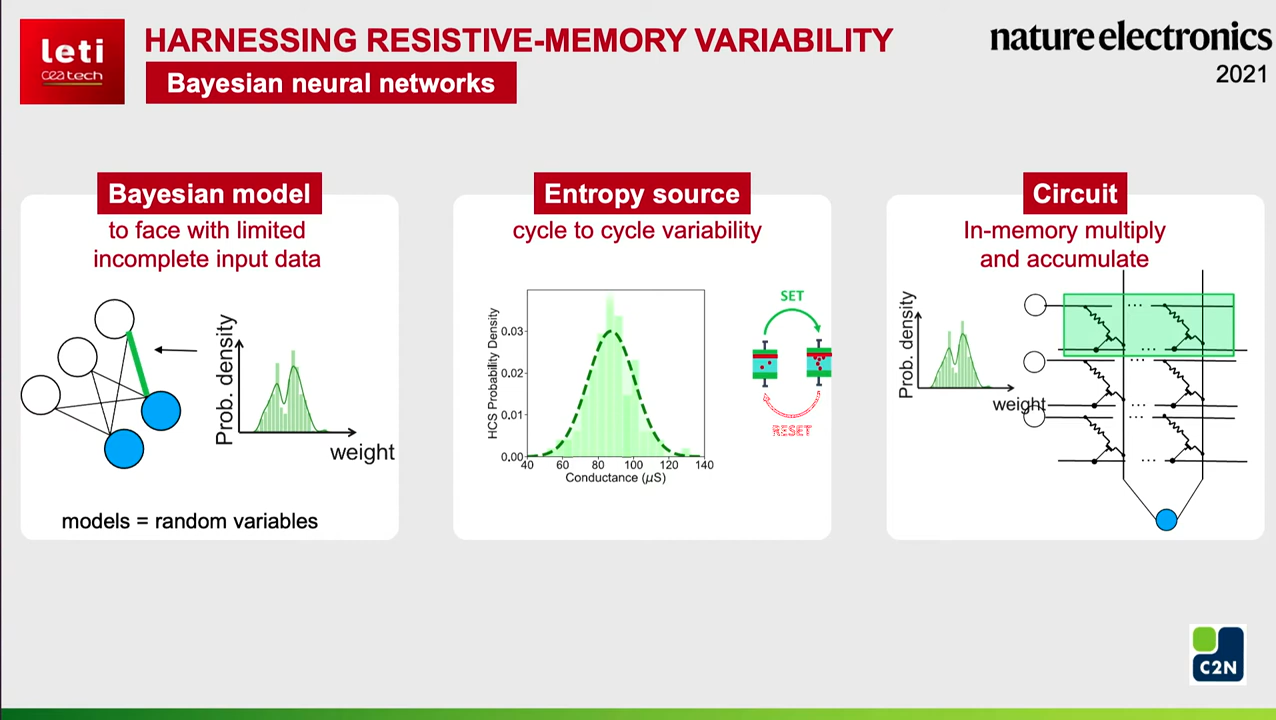 leti
ceatech
HARNESSING RESISTIVE-MEMORY VARIABILITY
Bayesian neural networks
nature electronics
2021
Bayesian model
to face with limited
incomplete input data
Prob. density
weight
models = random variables
Entropy source
cycle to cycle variability
HCS Probability Density
0.03
0.02
0.01
0.00
40 60 80 100 120 140
Conductance (µS)
SET
RESET
Circuit
In-memory multiply
and accumulate
Prob. density
weight
...
...
...
...
...
...
C2N